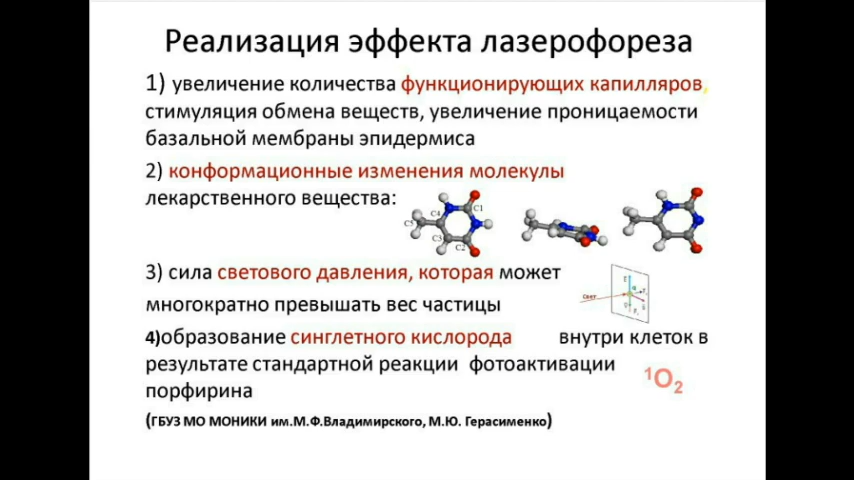 Реализация эффекта лазерофореза
1) увеличение количества функционирующих капилляров,
стимуляция обмена веществ, увеличение проницаемости
базальной мембраны эпидермиса
2) конформационные изменения молекулы
лекарственного вещества:
C1
C4
C5
C3
C2
3) сила светового давления, которая может
многократно превышать вес частицы
Свет
4)образование синглетного кислорода внутри клеток в
результате стандартной реакции фотоактивации
порфирина
¹O₂
(ГБУЗ МО МОНИКИ им.М.Ф.Владимирского, М.Ю. Герасименко)